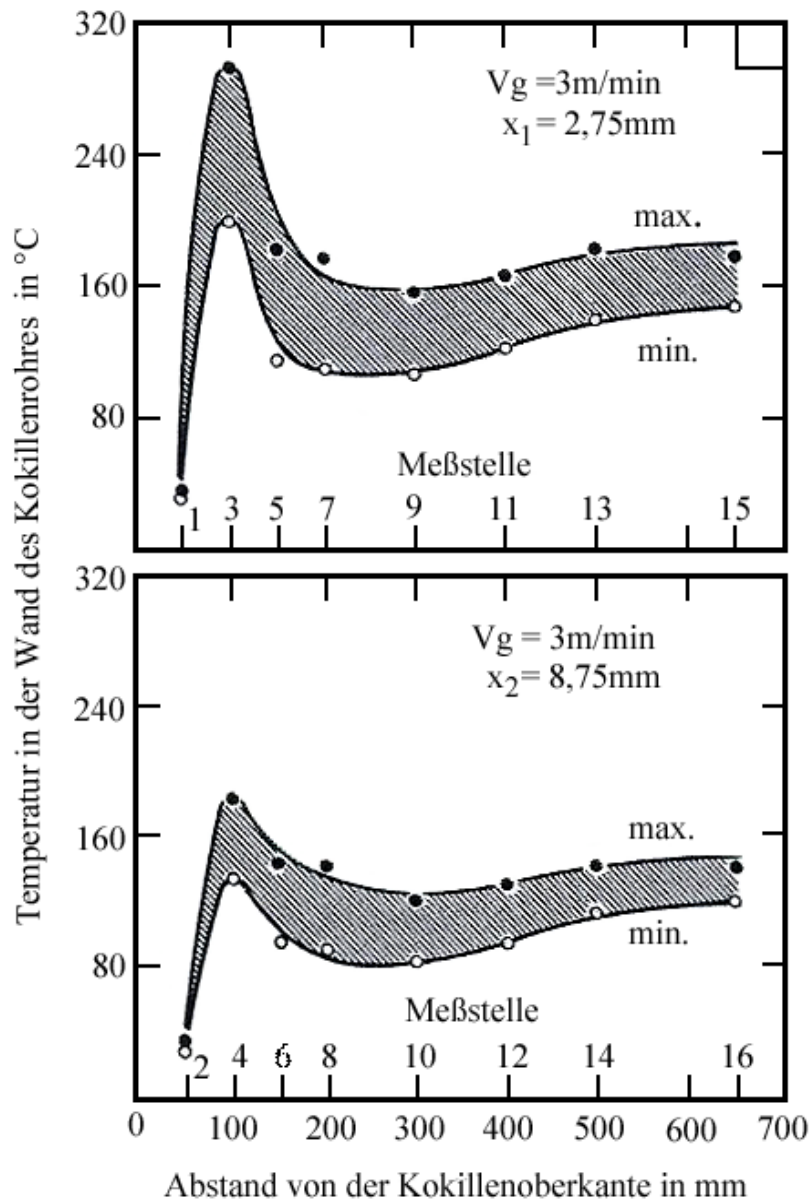 Temperatur in der Wand des Kokillenrohres in °C
320
240
160
80
Vg =3m/min
x1= 2,75mm
max.
min.
Meßstelle
1 3 5 7 9 11 13 15
320
240
160
80
Vg = 3m/min
x2= 8,75mm
max.
min.
Meßstelle
2 4 6 8 10 12 14 16
0 100 200 300 400 500 600 700
Abstand von der Kokillenoberkante in mm